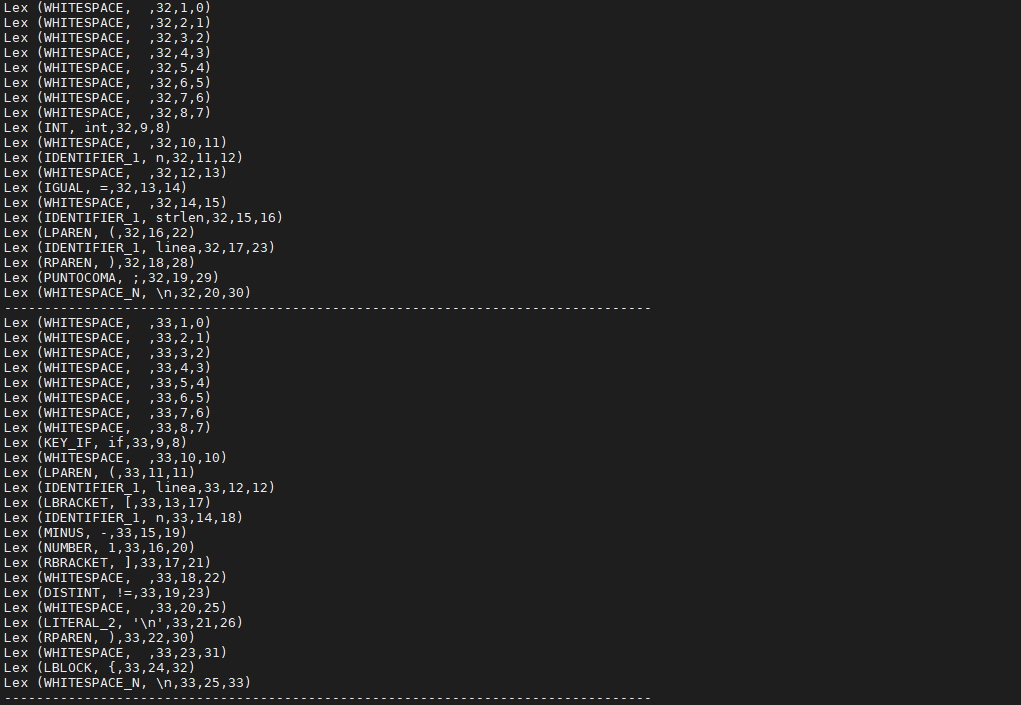 Lex (WHITESPACE,  ,32,1,0)
Lex (WHITESPACE,  ,32,2,1)
Lex (WHITESPACE,  ,32,3,2)
Lex (WHITESPACE,  ,32,4,3)
Lex (WHITESPACE,  ,32,5,4)
Lex (WHITESPACE,  ,32,6,5)
Lex (WHITESPACE,  ,32,7,6)
Lex (WHITESPACE,  ,32,8,7)
Lex (INT, int,32,9,8)
Lex (WHITESPACE,  ,32,10,11)
Lex (IDENTIFIER_1, n,32,11,12)
Lex (WHITESPACE,  ,32,12,13)
Lex (IGUAL, =,32,13,14)
Lex (WHITESPACE,  ,32,14,15)
Lex (IDENTIFIER_1, strlen,32,15,16)
Lex (LPAREN, (,32,16,22)
Lex (IDENTIFIER_1, linea,32,17,23)
Lex (RPAREN, ),32,18,28)
Lex (PUNTOCOMA, ;,32,19,29)
Lex (WHITESPACE_N, \n,32,20,30)
---------------------------------------------------------------------------------
Lex (WHITESPACE,  ,33,1,0)
Lex (WHITESPACE,  ,33,2,1)
Lex (WHITESPACE,  ,33,3,2)
Lex (WHITESPACE,  ,33,4,3)
Lex (WHITESPACE,  ,33,5,4)
Lex (WHITESPACE,  ,33,6,5)
Lex (WHITESPACE,  ,33,7,6)
Lex (WHITESPACE,  ,33,8,7)
Lex (KEY_IF, if,33,9,8)
Lex (WHITESPACE,  ,33,10,10)
Lex (LPAREN, (,33,11,11)
Lex (IDENTIFIER_1, linea,33,12,12)
Lex (LBRACKET, [,33,13,17)
Lex (IDENTIFIER_1, n,33,14,18)
Lex (MINUS, -,33,15,19)
Lex (NUMBER, 1,33,16,20)
Lex (RBRACKET, ],33,17,21)
Lex (WHITESPACE,  ,33,18,22)
Lex (DISTINT, !=,33,19,23)
Lex (WHITESPACE,  ,33,20,25)
Lex (LITERAL_2, '\n',33,21,26)
Lex (RPAREN, ),33,22,30)
Lex (WHITESPACE,  ,33,23,31)
Lex (LBLOCK, {,33,24,32)
Lex (WHITESPACE_N, \n,33,25,33)
---------------------------------------------------------------------------------